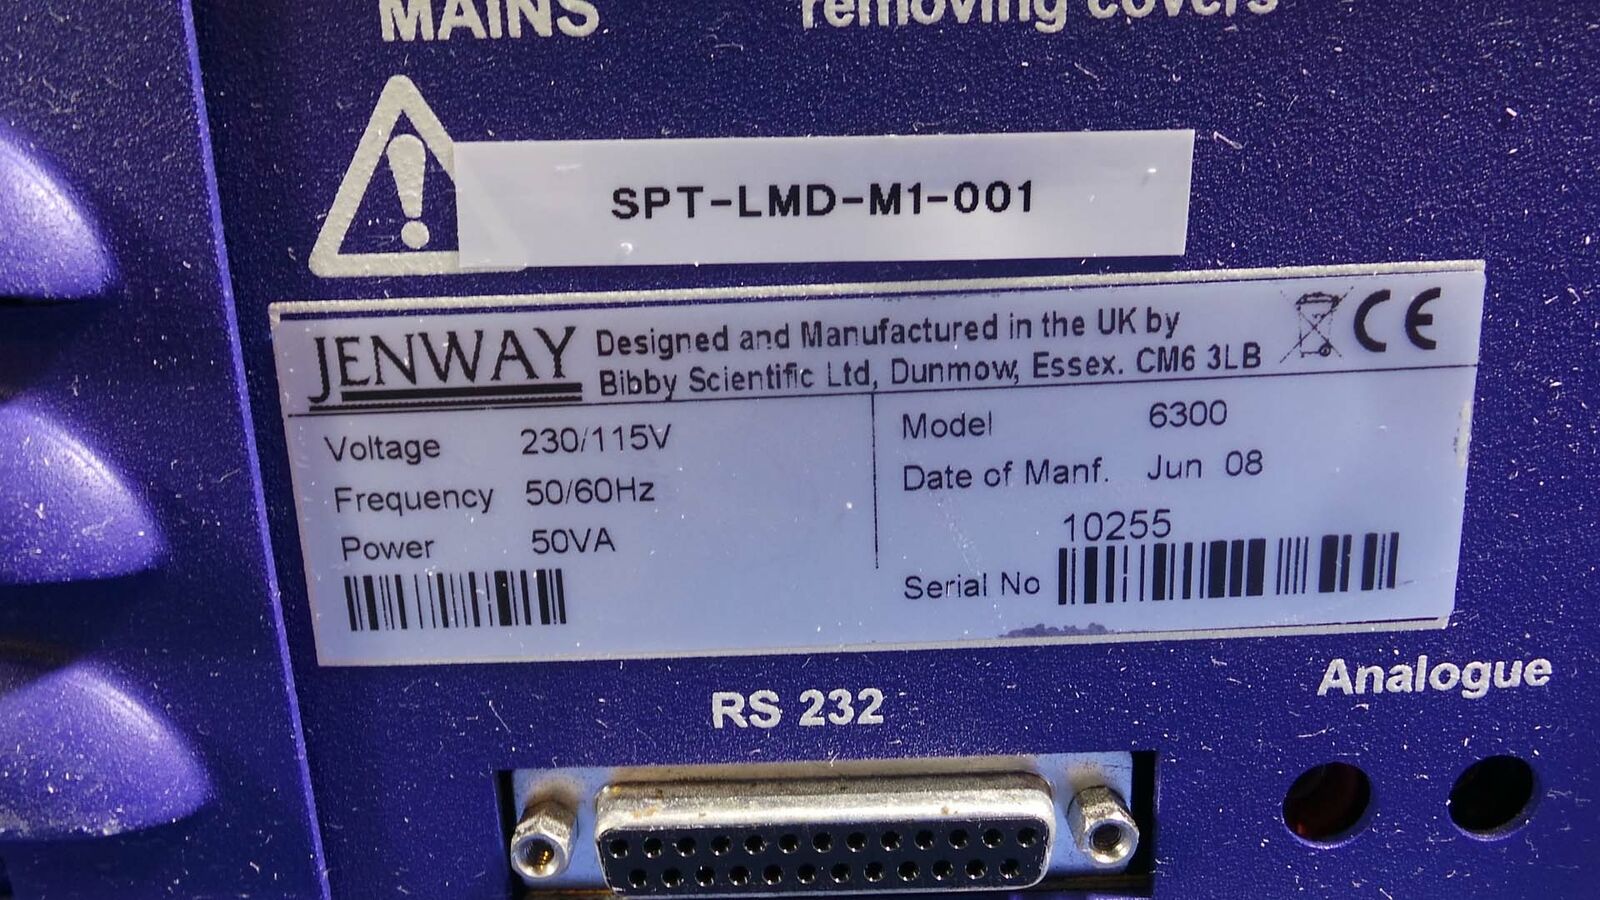 MAINS
removing covers
SPT-LMD-M1-001
JENWAY
Designed and Manufactured in the UK by
Bibby Scientific Ltd, Dunmow, Essex. CM6 3LB
CE
Voltage 230/115V
Frequency 50/60Hz
Power 50VA
Model 6300
Date of Manf. Jun 08
10255
Serial No
RS 232
Analogue